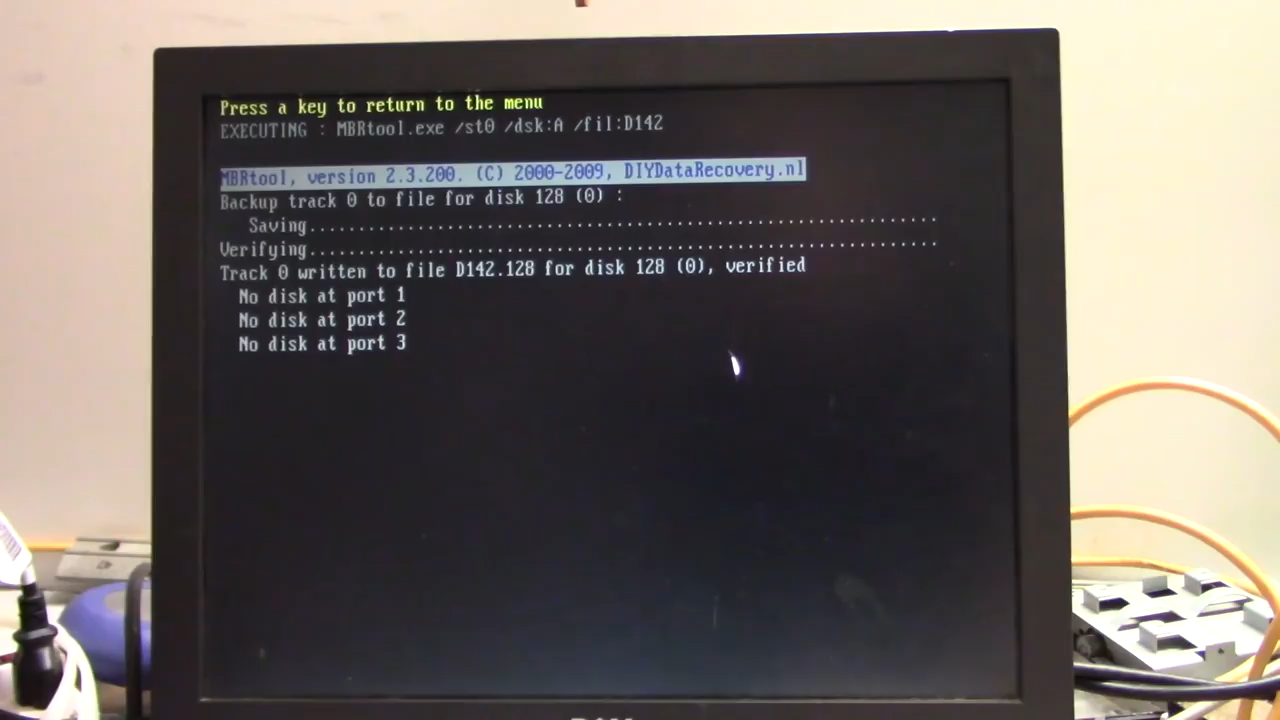 Press a key to return to the menu
EXECUTING : MBRtool.exe /st0 /dsk:A /fil:D142
MBRtool, version 2.3.200. (C) 2000-2009, DIYDataRecovery.nl
Backup track 0 to file for disk 128 (0) :
Saving................................................................
Verifying................................................................
Track 0 written to file D142.128 for disk 128 (0), verified
No disk at port 1
No disk at port 2
No disk at port 3